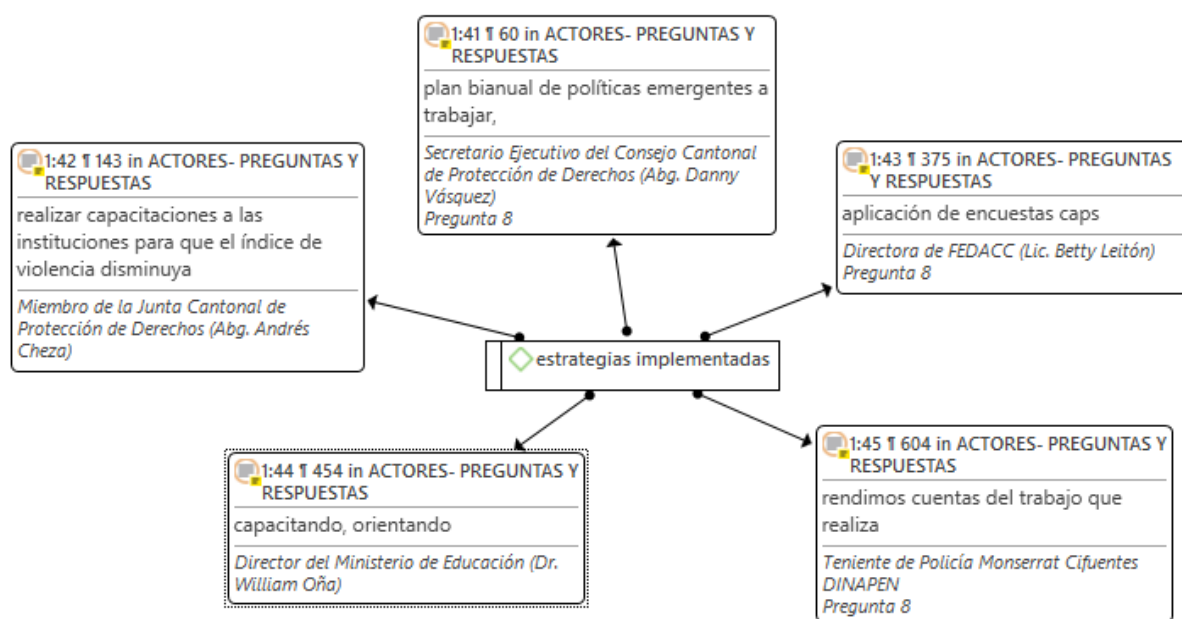 1:41 ¶ 60 in ACTORES- PREGUNTAS Y
RESPUESTAS
plan bianual de políticas emergentes a
trabajar,
Secretario Ejecutivo del Consejo Cantonal
de Protección de Derechos (Abg. Danny
Vásquez)
Pregunta 8
1:42 ¶ 143 in ACTORES- PREGUNTAS Y
RESPUESTAS
realizar capacitaciones a las
instituciones para que el índice de
violencia disminuya
Miembro de la Junta Cantonal de
Protección de Derechos (Abg. Andrés
Cheza)
1:43 ¶ 375 in ACTORES- PREGUNTAS
Y RESPUESTAS
aplicación de encuestas caps
Directora de FEDACC (Lic. Betty Leitón)
Pregunta 8
estrategias implementadas
1:44 ¶ 454 in ACTORES- PREGUNTAS Y
RESPUESTAS
capacitando, orientando
Director del Ministerio de Educación (Dr.
William Oña)
1:45 ¶ 604 in ACTORES- PREGUNTAS Y
RESPUESTAS
rendimos cuentas del trabajo que
realiza
Teniente de Policía Monserrat Cifuentes
DINAPEN
Pregunta 8